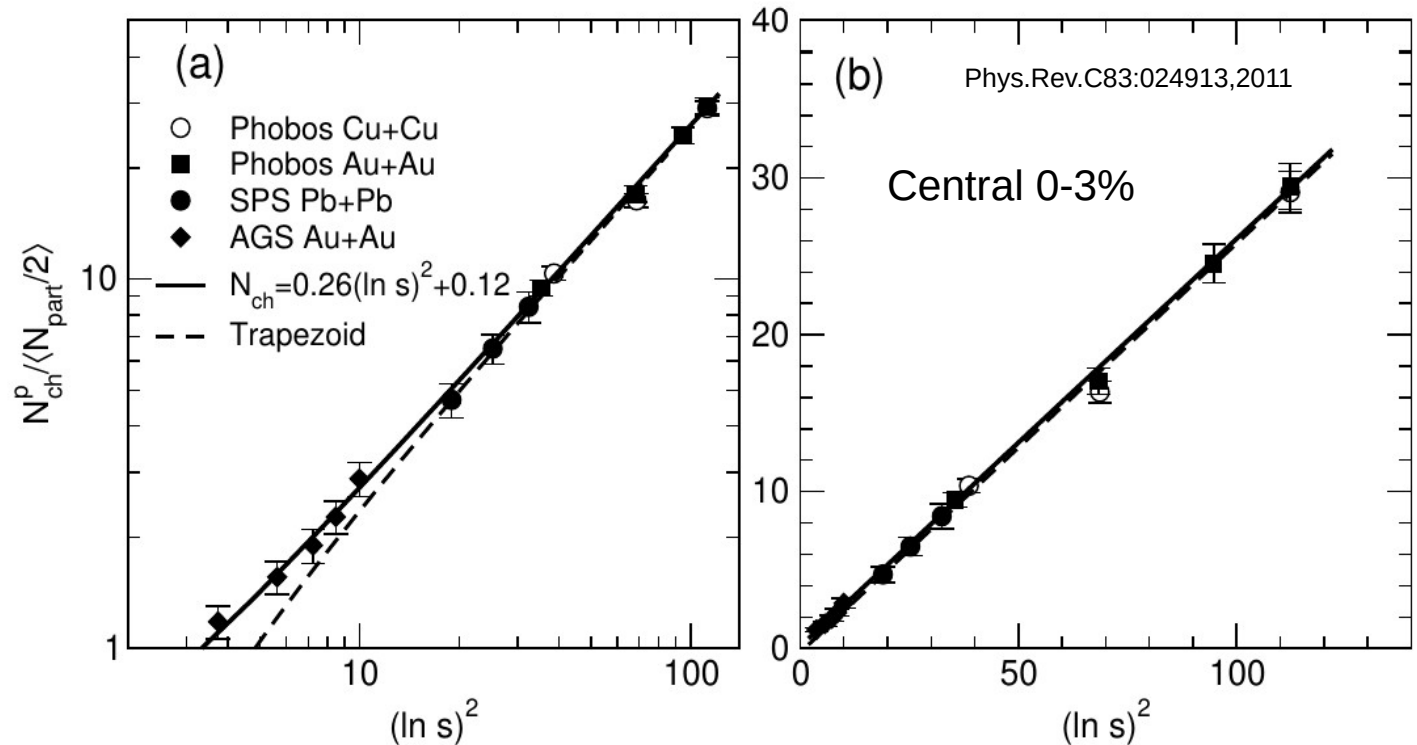 (a)
Phobos Cu+Cu
Phobos Au+Au
SPS Pb+Pb
AGS Au+Au
N_ch=0.26(ln s)^2+0.12
Trapezoid
N^p_ch/⟨N_part/2⟩
10
1
10
100
(ln s)^2
(b)
Phys.Rev.C83:024913,2011
Central 0-3%
40
30
20
10
0
0
50
100
(ln s)^2